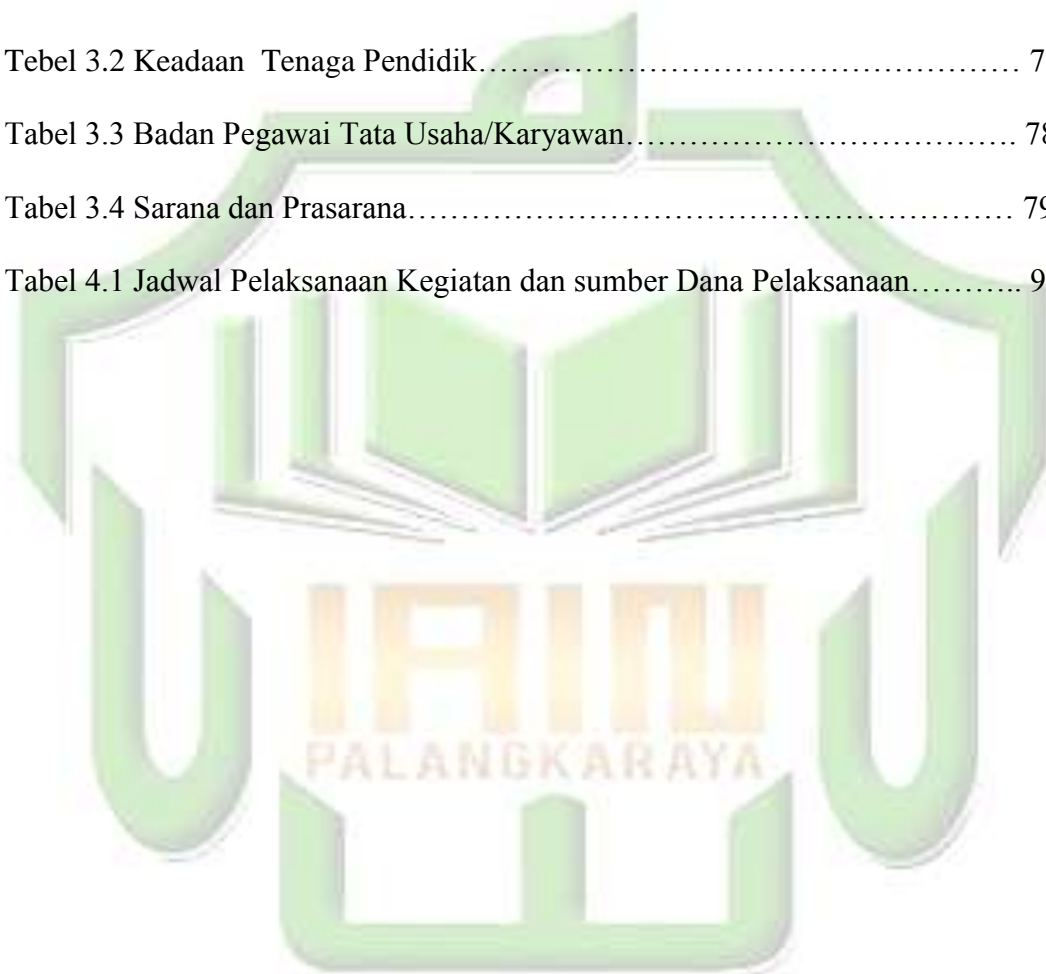 Tebel 3.2 Keadaan Tenaga Pendidik………………………………………………… 7
Tabel 3.3 Badan Pegawai Tata Usaha/Karyawan………………………………. 78
Tabel 3.4 Sarana dan Prasarana………………………………………………… 79
Tabel 4.1 Jadwal Pelaksanaan Kegiatan dan sumber Dana Pelaksanaan……….. 9
IAIN
PALANGKARAYA